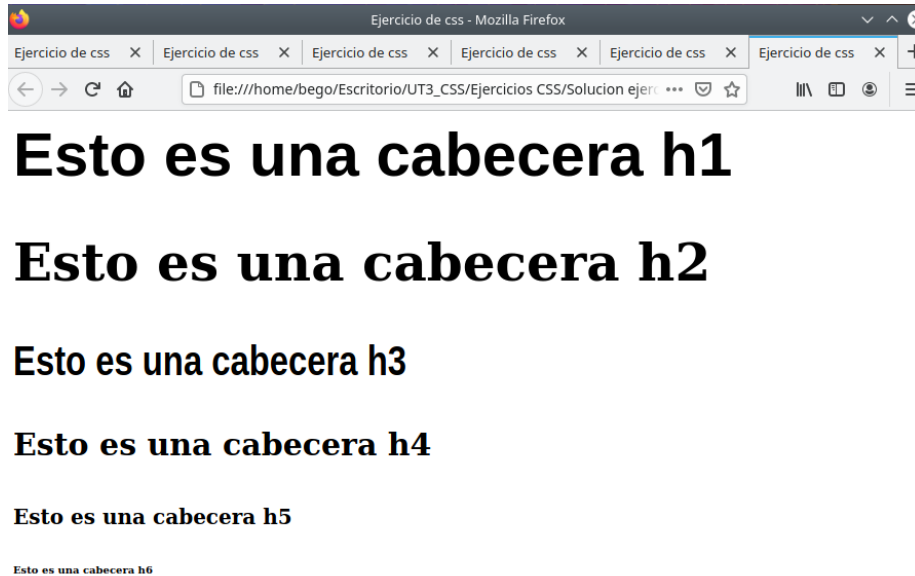 Ejercicio de css - Mozilla Firefox
Ejercicio de css Ejercicio de css Ejercicio de css Ejercicio de css Ejercicio de css Ejercicio de css
file:///home/bego/Escritorio/UT3_CSS/Ejercicios CSS/Solucion ejer
Esto es una cabecera h1
Esto es una cabecera h2
Esto es una cabecera h3
Esto es una cabecera h4
Esto es una cabecera h5
Esto es una cabecera h6